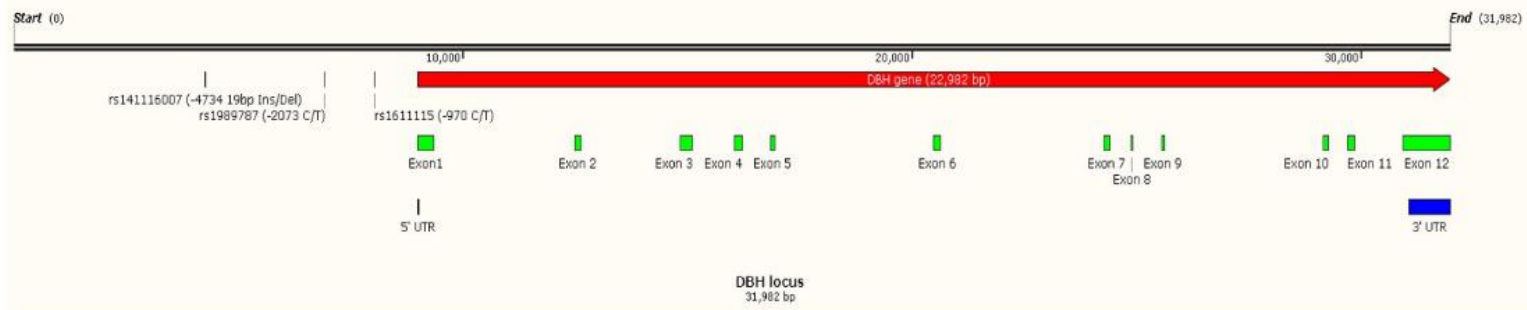 Start (0)
End (31,982)
10,000
20,000
30,000
DBH gene (22,982 bp)
rs141116007 (-4734 19bp Ins/Del)
rs1989787 (-2073 C/T)
rs1611115 (-970 C/T)
Exon1
Exon 2
Exon 3
Exon 4
Exon 5
Exon 6
Exon 7
Exon 8
Exon 9
Exon 10
Exon 11
Exon 12
5' UTR
3' UTR
DBH locus
31,982 bp